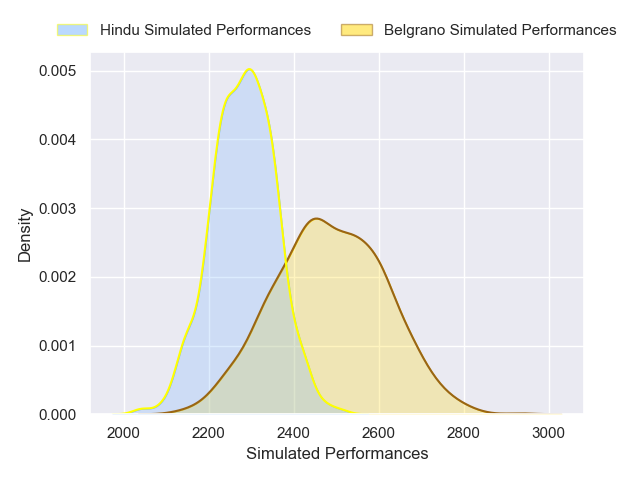 Hindu Simulated Performances
Belgrano Simulated Performances
Density
0.005
0.004
0.003
0.002
0.001
0.000
2000 2200 2400 2600 2800 3000
Simulated Performances